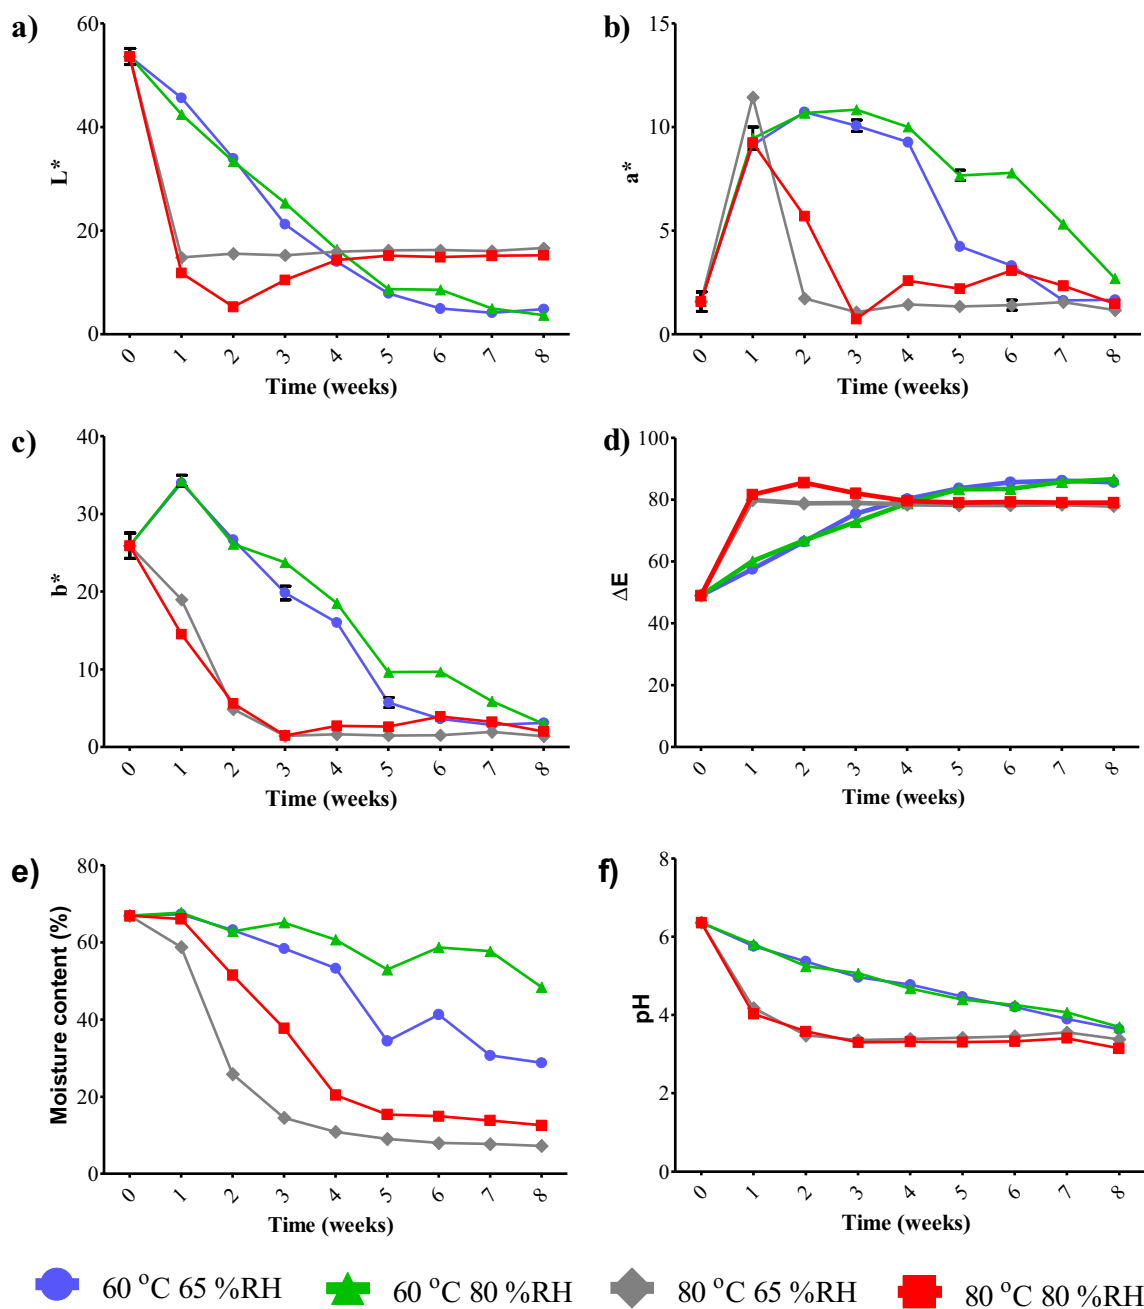 a)
60
40
20
0
L*
0 1 2 3 4 5 6 7 8
Time (weeks)
b)
15
10
5
0
a*
0 1 2 3 4 5 6 7 8
Time (weeks)
c)
40
30
20
10
0
b*
0 1 2 3 4 5 6 7 8
Time (weeks)
d)
100
80
60
40
20
0
ΔE
0 1 2 3 4 5 6 7 8
Time (weeks)
e)
80
60
40
20
0
Moisture content (%)
0 1 2 3 4 5 6 7 8
Time (weeks)
f)
8
6
4
2
0
pH
0 1 2 3 4 5 6 7 8
Time (weeks)
60 °C 65 %RH 60 °C 80 %RH 80 °C 65 %RH 80 °C 80 %RH